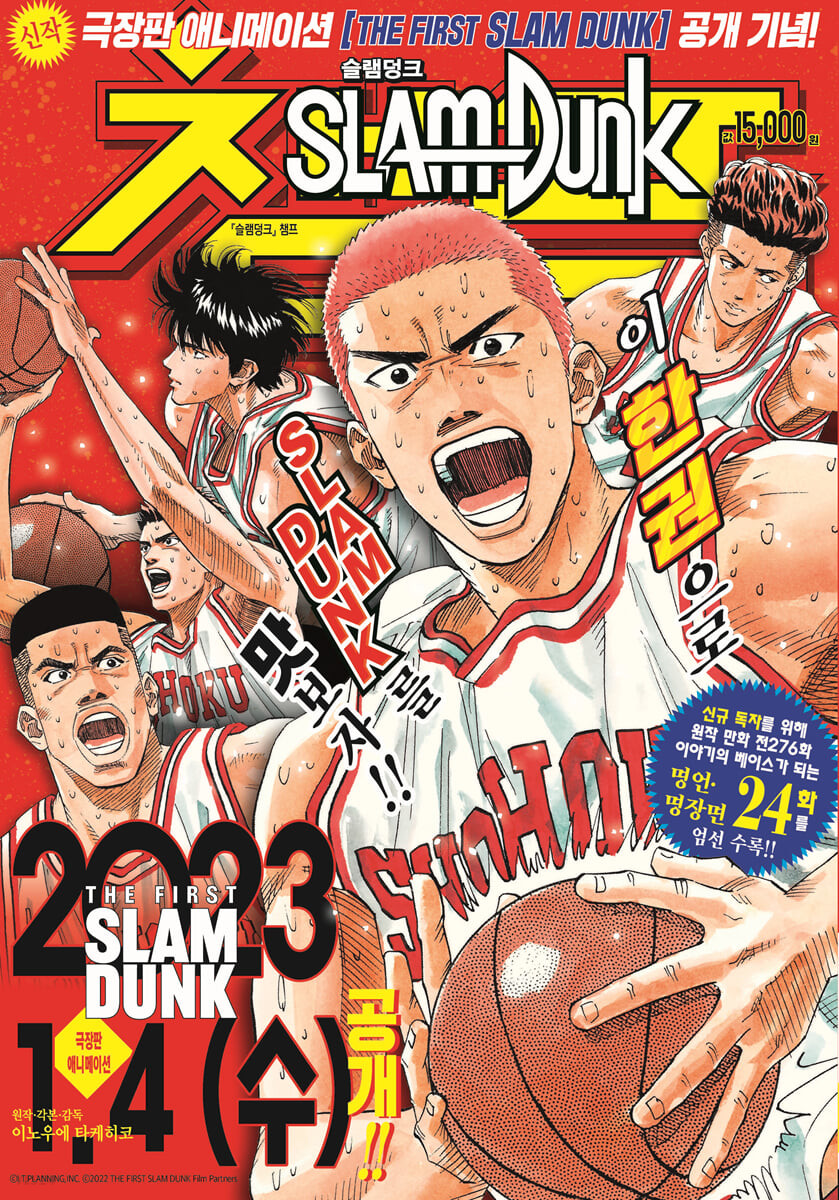 신작
극장판 애니메이션 [THE FIRST SLAM DUNK] 공개 기념!
슬램덩크
SLAM DUNK
값 15,000원
『슬램덩크』 챔프
이 한권으로
SLAM DUNK를
맛보자!!
SHOHOKU
HOKU
신규 독자를 위해
원작 만화 전276화
이야기의 베이스가 되는
명언·
명장면 24화를
엄선 수록!!
2023
THE FIRST
SLAM
DUNK
극장판
애니메이션
1.4 (수)
공개!!
원작·각본·감독
이노우에 타케히코
ⓒI.T.PLANNING, INC. ⓒ2022 THE FIRST SLAM DUNK Film Partners